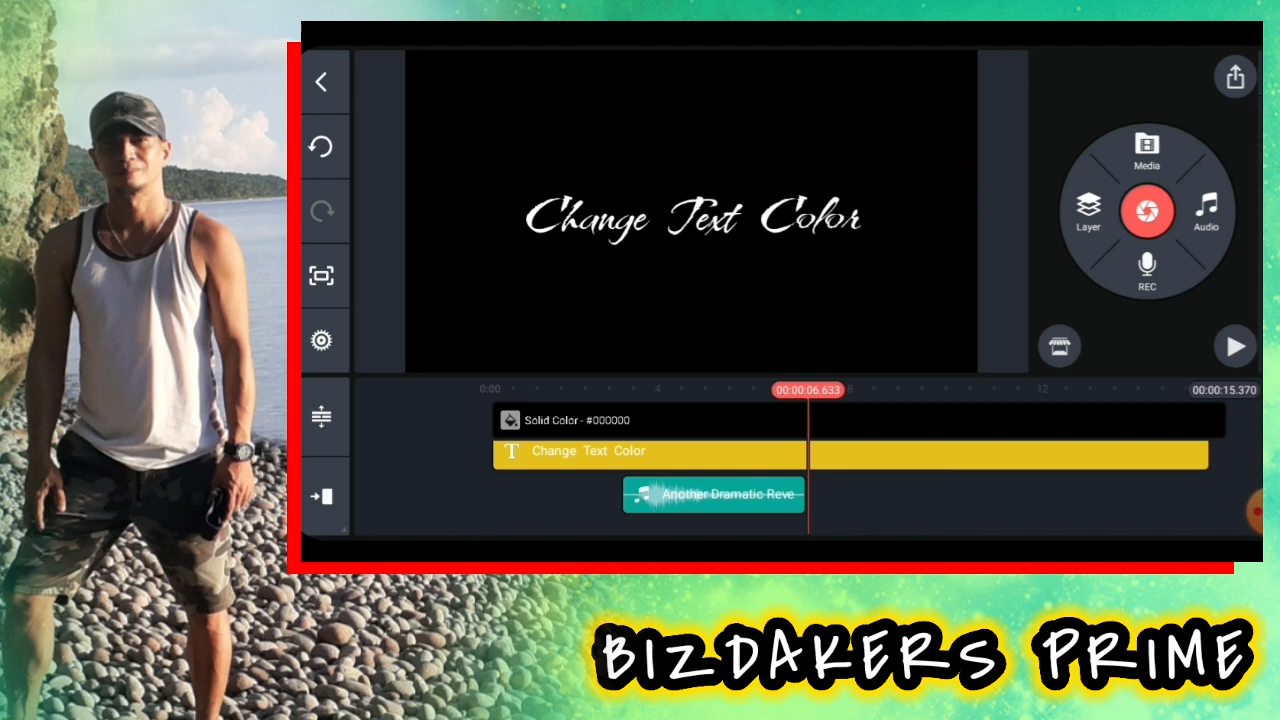 Change Text Color
Media
Layer
Audio
REC
0:00
4
00:00:06.633
8
12
00:00:15.370
Solid Color - #000000
T Change Text Color
Another Dramatic Reve
BIZDAKERS PRIME